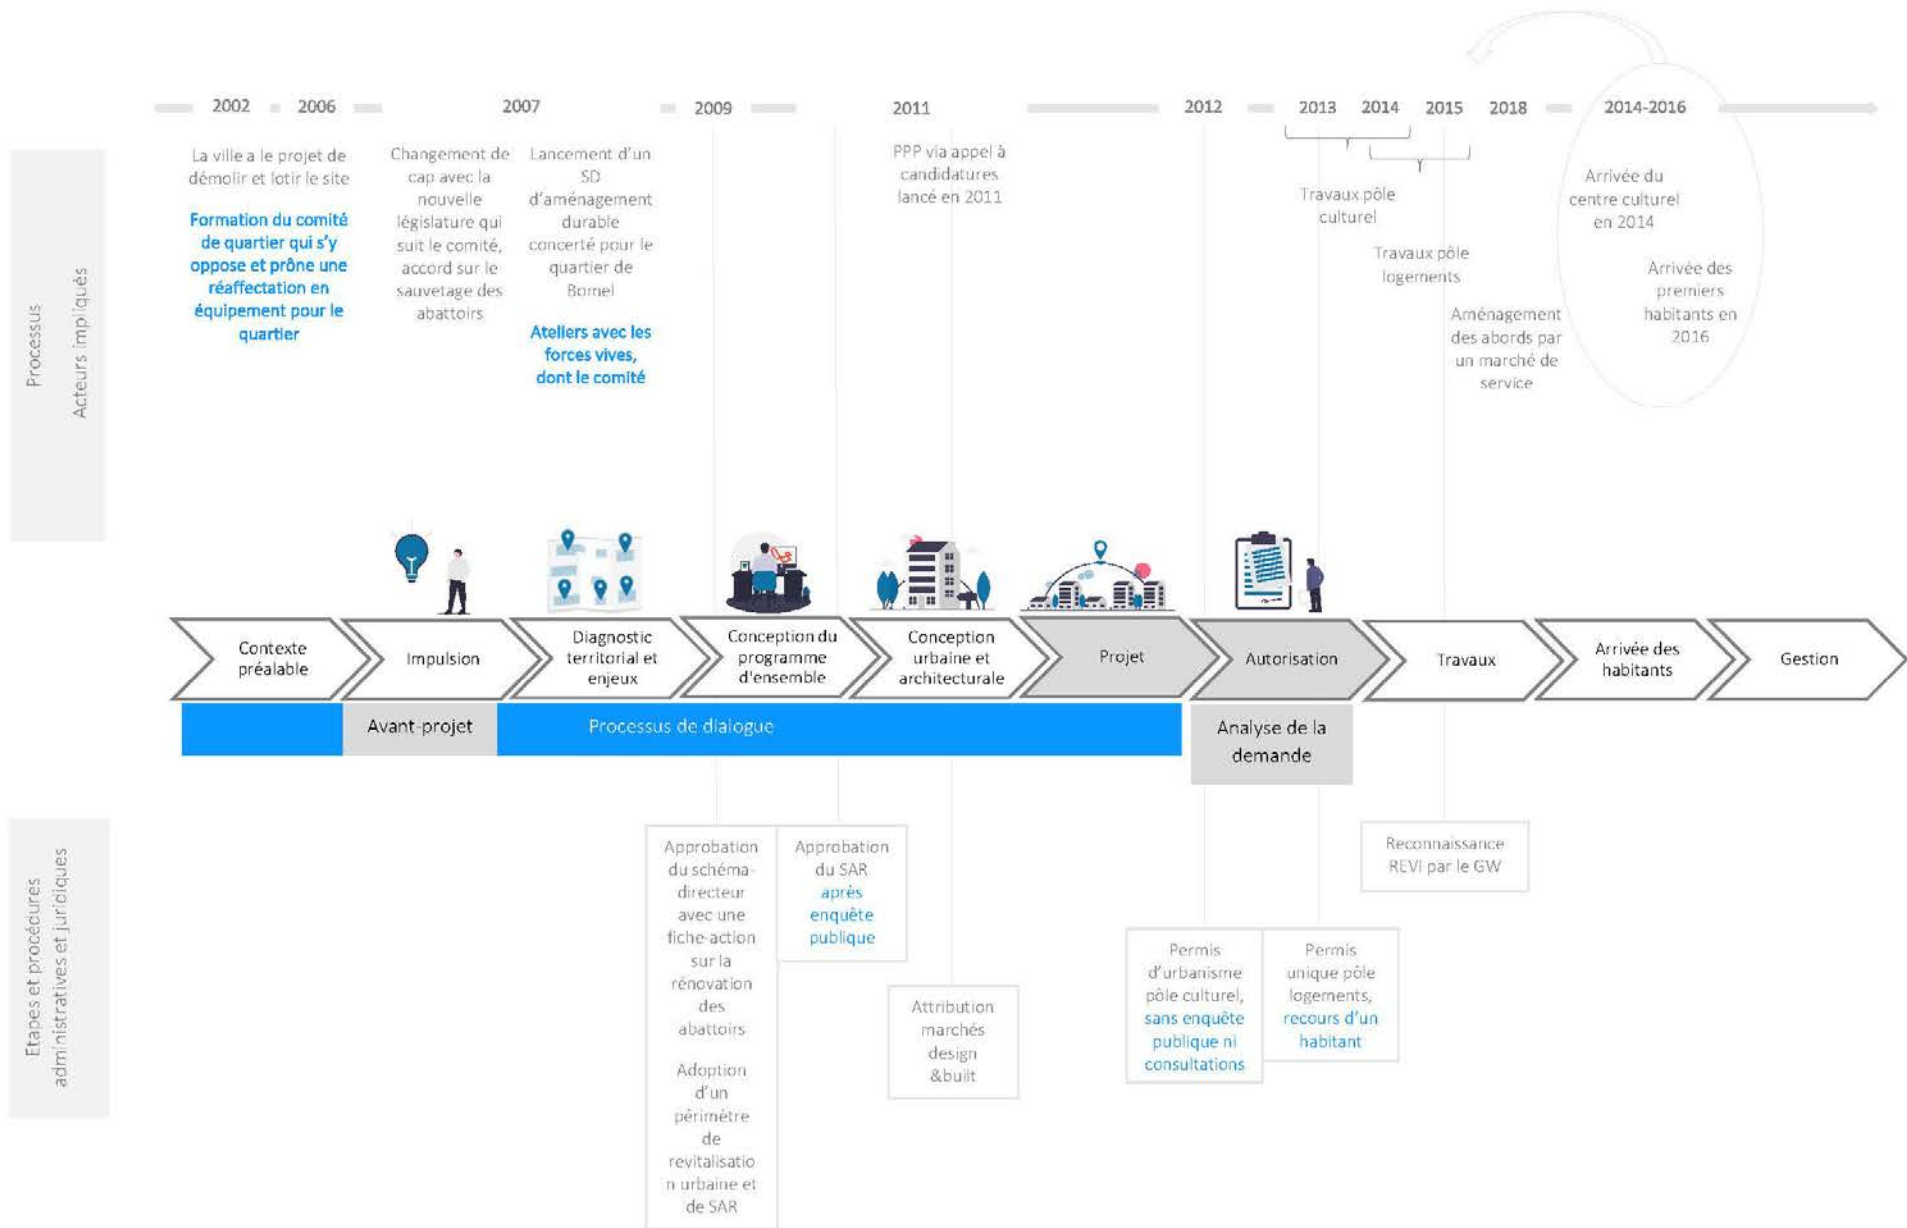 2002
2006
2007
2009
2011
2012
2013
2014
2015
2018
2014-2016
Processus
Acteurs impliqués
La ville a le projet de
démolir et lotir le site
Formation du comité
de quartier qui s'y
oppose et prône une
réaffectation en
équipement pour le
quartier
Changement de
cap avec la
nouvelle
législature qui
suit le comité,
accord sur le
sauvetage des
abattoirs
Lancement d'un
SD
d'aménagement
durable
concerté pour le
quartier de
Bomel
Ateliers avec les
forces vives,
dont le comité
PPP via appel à
candidatures
lancé en 2011
Travaux pôle
culturel
Travaux pôle
logements
Aménagement
des abords par
un marché de
service
Arrivée du
centre culturel
en 2014
Arrivée des
premiers
habitants en
2016
Contexte
préalable
Impulsion
Diagnostic
territorial et
enjeux
Conception du
programme
d'ensemble
Conception
urbaine et
architecturale
Projet
Autorisation
Travaux
Arrivée des
habitants
Gestion
Avant-projet
Processus de dialogue
Analyse de la
demande
Etapes et procédures
administratives et juridiques
Approbation
du schéma-
directeur
avec une
fiche-action
sur la
rénovation
des
abattoirs
Adoption
d'un
périmètre
de
revitalisatio
n urbaine et
de SAR
Approbation
du SAR
après
enquête
publique
Attribution
marchés
design
&built
Permis
d'urbanisme
pôle culturel,
sans enquête
publique ni
consultations
Permis
unique pôle
logements,
recours d'un
habitant
Reconnaissance
REVI par le GW